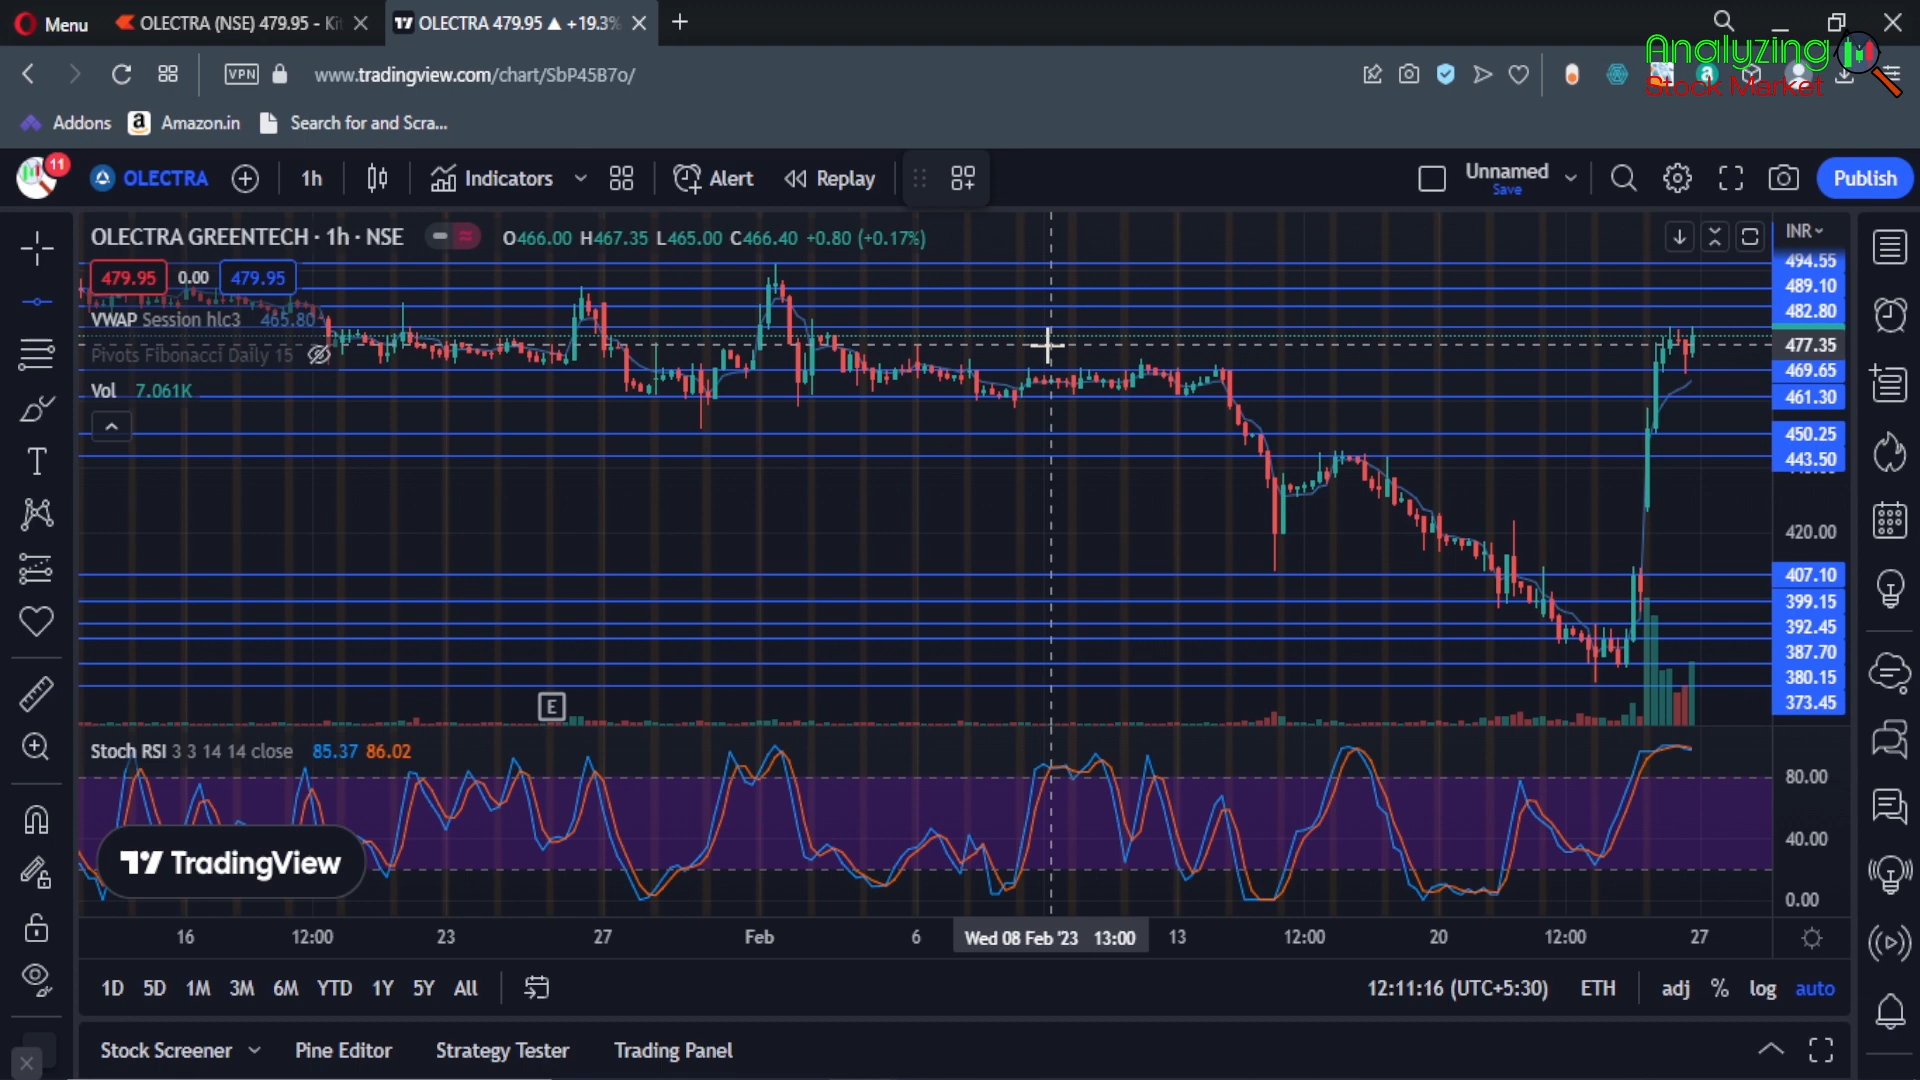 Menu
OLECTRA (NSE) 479.95 - Kit
OLECTRA 479.95 ▲ +19.3%
Analyzing
Stock Market
VPN
www.tradingview.com/chart/SbP45B7o/
Addons
Amazon.in
Search for and Scra...
11
OLECTRA
1h
Indicators
Alert
Replay
Unnamed
Save
Publish
OLECTRA GREENTECH · 1h · NSE
O466.00 H467.35 L465.00 C466.40 +0.80 (+0.17%)
INR
479.95 0.00 479.95
VWAP Session hlc3 465.80
Pivots Fibonacci Daily 15
Vol 7.061K
494.55
489.10
482.80
477.35
469.65
461.30
450.25
443.50
420.00
407.10
399.15
392.45
387.70
380.15
373.45
E
Stoch RSI 3 3 14 14 close 85.37 86.02
80.00
40.00
0.00
TradingView
16 12:00 23 27 Feb 6 Wed 08 Feb '23 13:00 13 12:00 20 12:00 27
1D 5D 1M 3M 6M YTD 1Y 5Y All
12:11:16 (UTC+5:30) ETH adj % log auto
Stock Screener Pine Editor Strategy Tester Trading Panel